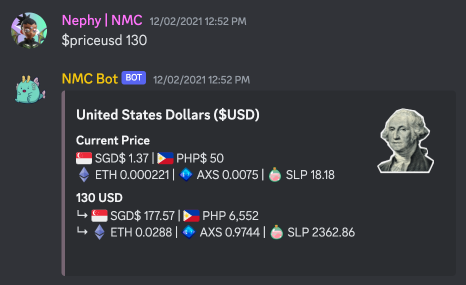 Nephy | NMC 12/02/2021 12:52 PM
$priceusd 130
NMC Bot BOT 12/02/2021 12:52 PM
United States Dollars ($USD)
Current Price
SGD$ 1.37 | PHP$ 50
ETH 0.000221 | AXS 0.0075 | SLP 18.18
130 USD
↳ SGD$ 177.57 | PHP 6,552
↳ ETH 0.0288 | AXS 0.9744 | SLP 2362.86